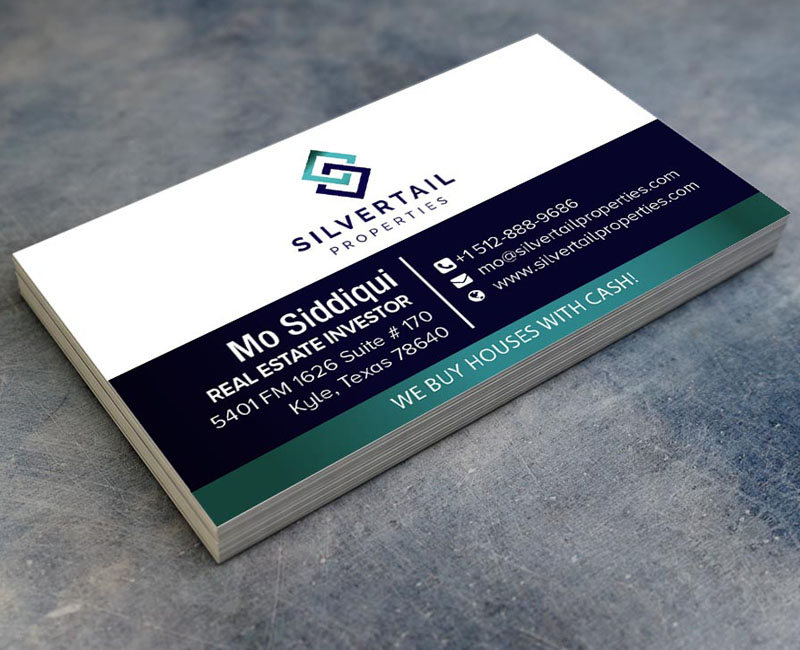 SILVERTAIL
PROPERTIES
Mo Siddiqui
REAL ESTATE INVESTOR
5401 FM 1626 Suite # 170
Kyle, Texas 78640
+1 512-888-9686
mo@silvertailproperties.com
www.silvertailproperties.com
WE BUY HOUSES WITH CASH!